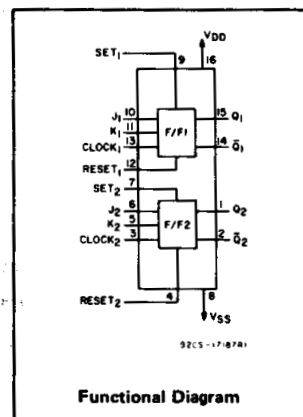 VDD
SET1
9 16
J1 10 15 Q1
K1 11 F/F1
CLOCK1 13 14 Q̅1
RESET1 12
SET2 7
J2 6 1 Q2
K2 5 F/F2
CLOCK2 3 2 Q̅2
4 8
RESET2
VSS
92CS-17187R1
Functional Diagram